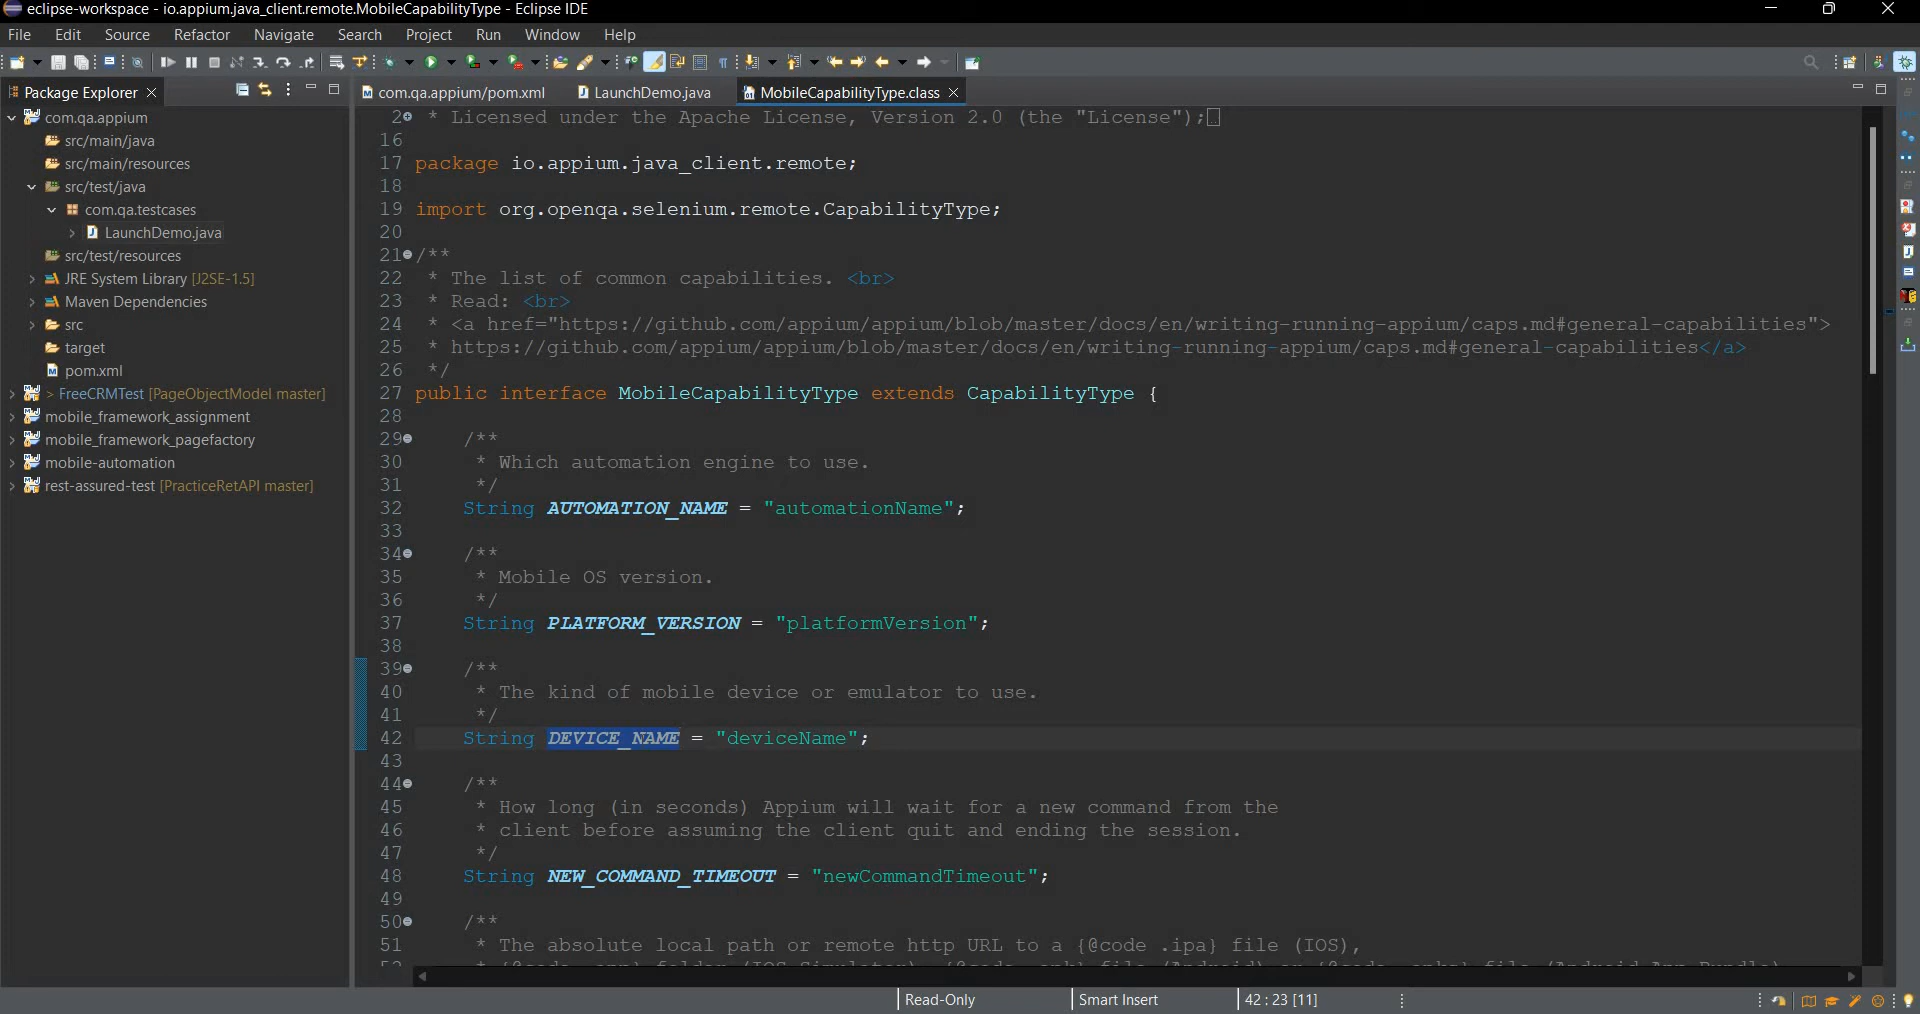 eclipse-workspace - io.appium.java_client.remote.MobileCapabilityType - Eclipse IDE
File Edit Source Refactor Navigate Search Project Run Window Help
Package Explorer
com.qa.appium
src/main/java
src/main/resources
src/test/java
com.qa.testcases
LaunchDemo.java
src/test/resources
JRE System Library [J2SE-1.5]
Maven Dependencies
src
target
pom.xml
> FreeCRMTest [PageObjectModel master]
mobile_framework_assignment
mobile_framework_pagefactory
mobile-automation
rest-assured-test [PracticeRetAPI master]
com.qa.appium/pom.xml LaunchDemo.java MobileCapabilityType.class
2 * Licensed under the Apache License, Version 2.0 (the "License");
16
17 package io.appium.java_client.remote;
18
19 import org.openqa.selenium.remote.CapabilityType;
20
21 /**
22 * The list of common capabilities. <br>
23 * Read: <br>
24 * <a href="https://github.com/appium/appium/blob/master/docs/en/writing-running-appium/caps.md#general-capabilities">
25 * https://github.com/appium/appium/blob/master/docs/en/writing-running-appium/caps.md#general-capabilities</a>
26 */
27 public interface MobileCapabilityType extends CapabilityType {
28
29 /**
30 * Which automation engine to use.
31 */
32 String AUTOMATION_NAME = "automationName";
33
34 /**
35 * Mobile OS version.
36 */
37 String PLATFORM_VERSION = "platformVersion";
38
39 /**
40 * The kind of mobile device or emulator to use.
41 */
42 String DEVICE_NAME = "deviceName";
43
44 /**
45 * How long (in seconds) Appium will wait for a new command from the
46 * client before assuming the client quit and ending the session.
47 */
48 String NEW_COMMAND_TIMEOUT = "newCommandTimeout";
49
50 /**
51 * The absolute local path or remote http URL to a {@code .ipa} file (IOS),
Read-Only Smart Insert 42 : 23 [11]